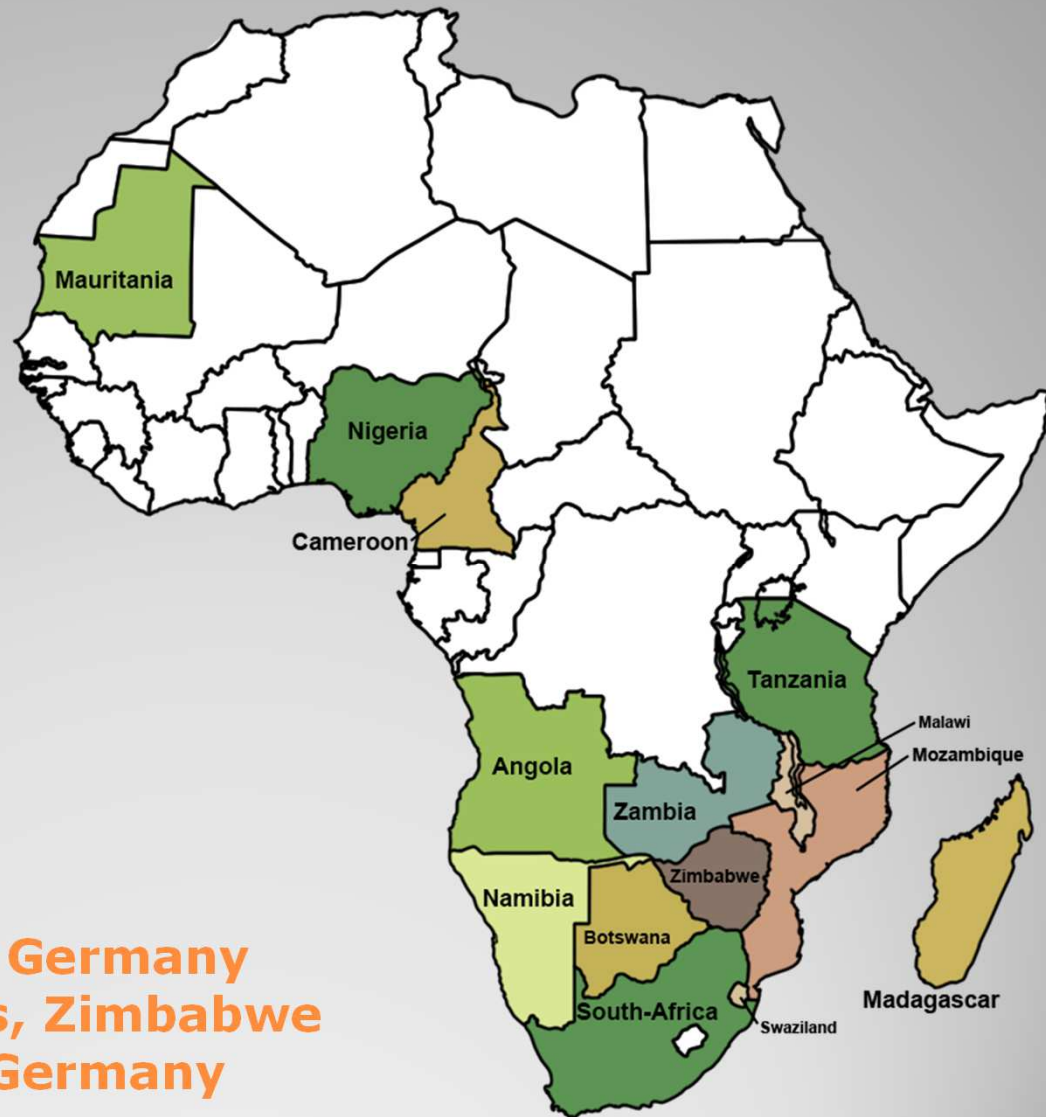 Mauritania
Nigeria
Cameroon
Tanzania
Malawi
Mozambique
Angola
Zambia
Zimbabwe
Namibia
Botswana
Madagascar
South-Africa
Swaziland
Germany
s, Zimbabwe
Germany